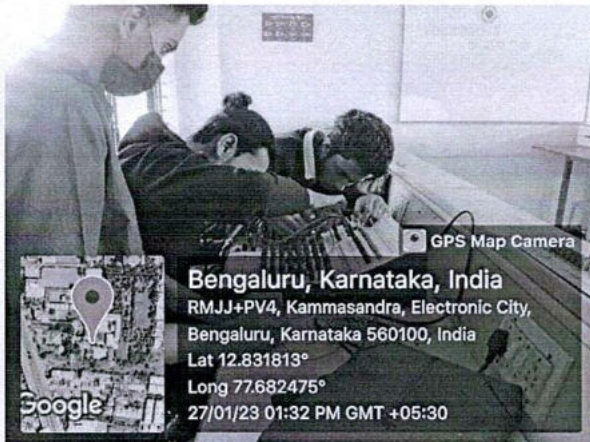 GPS Map Camera
Bengaluru, Karnataka, India
RMJJ+PV4, Kammasandra, Electronic City,
Bengaluru, Karnataka 560100, India
Lat 12.831813°
Long 77.682475°
27/01/23 01:32 PM GMT +05:30
Google